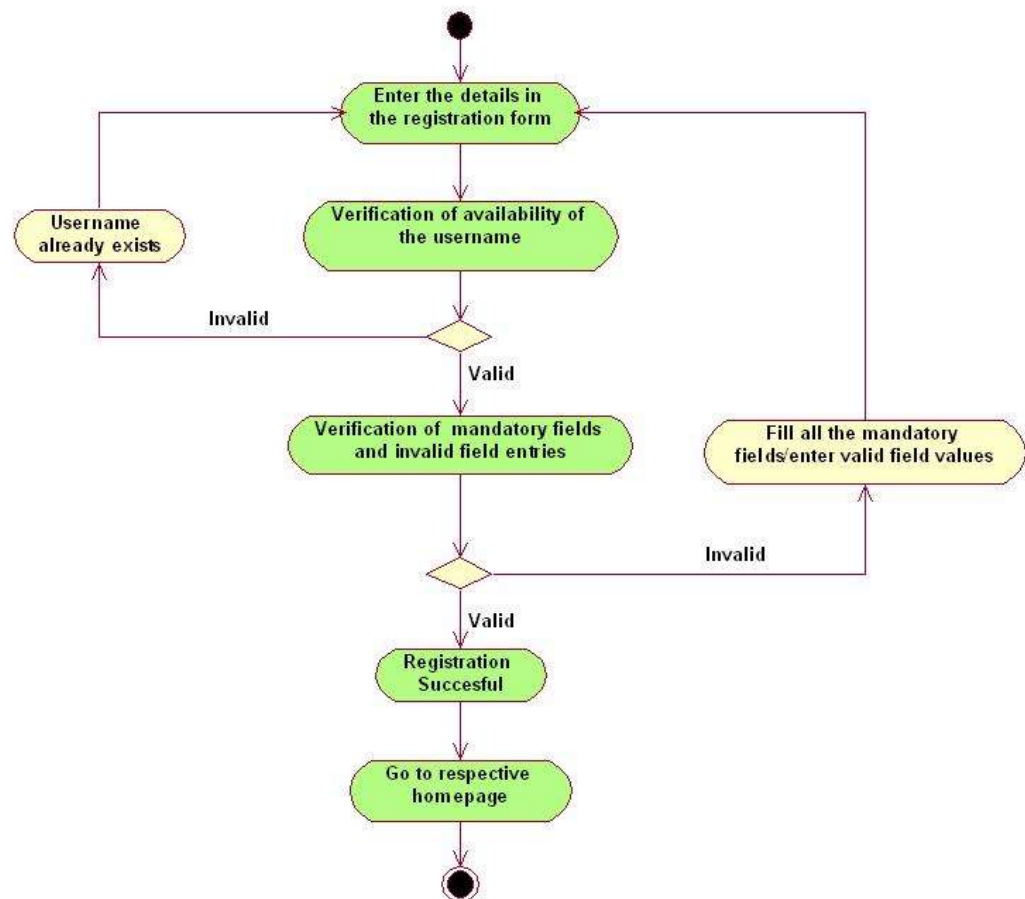 Enter the details in
the registration form
Verification of availability of
the username
Username
already exists
Invalid
Valid
Verification of mandatory fields
and invalid field entries
Fill all the mandatory
fields/enter valid field values
Invalid
Valid
Registration
Succesful
Go to respective
homepage